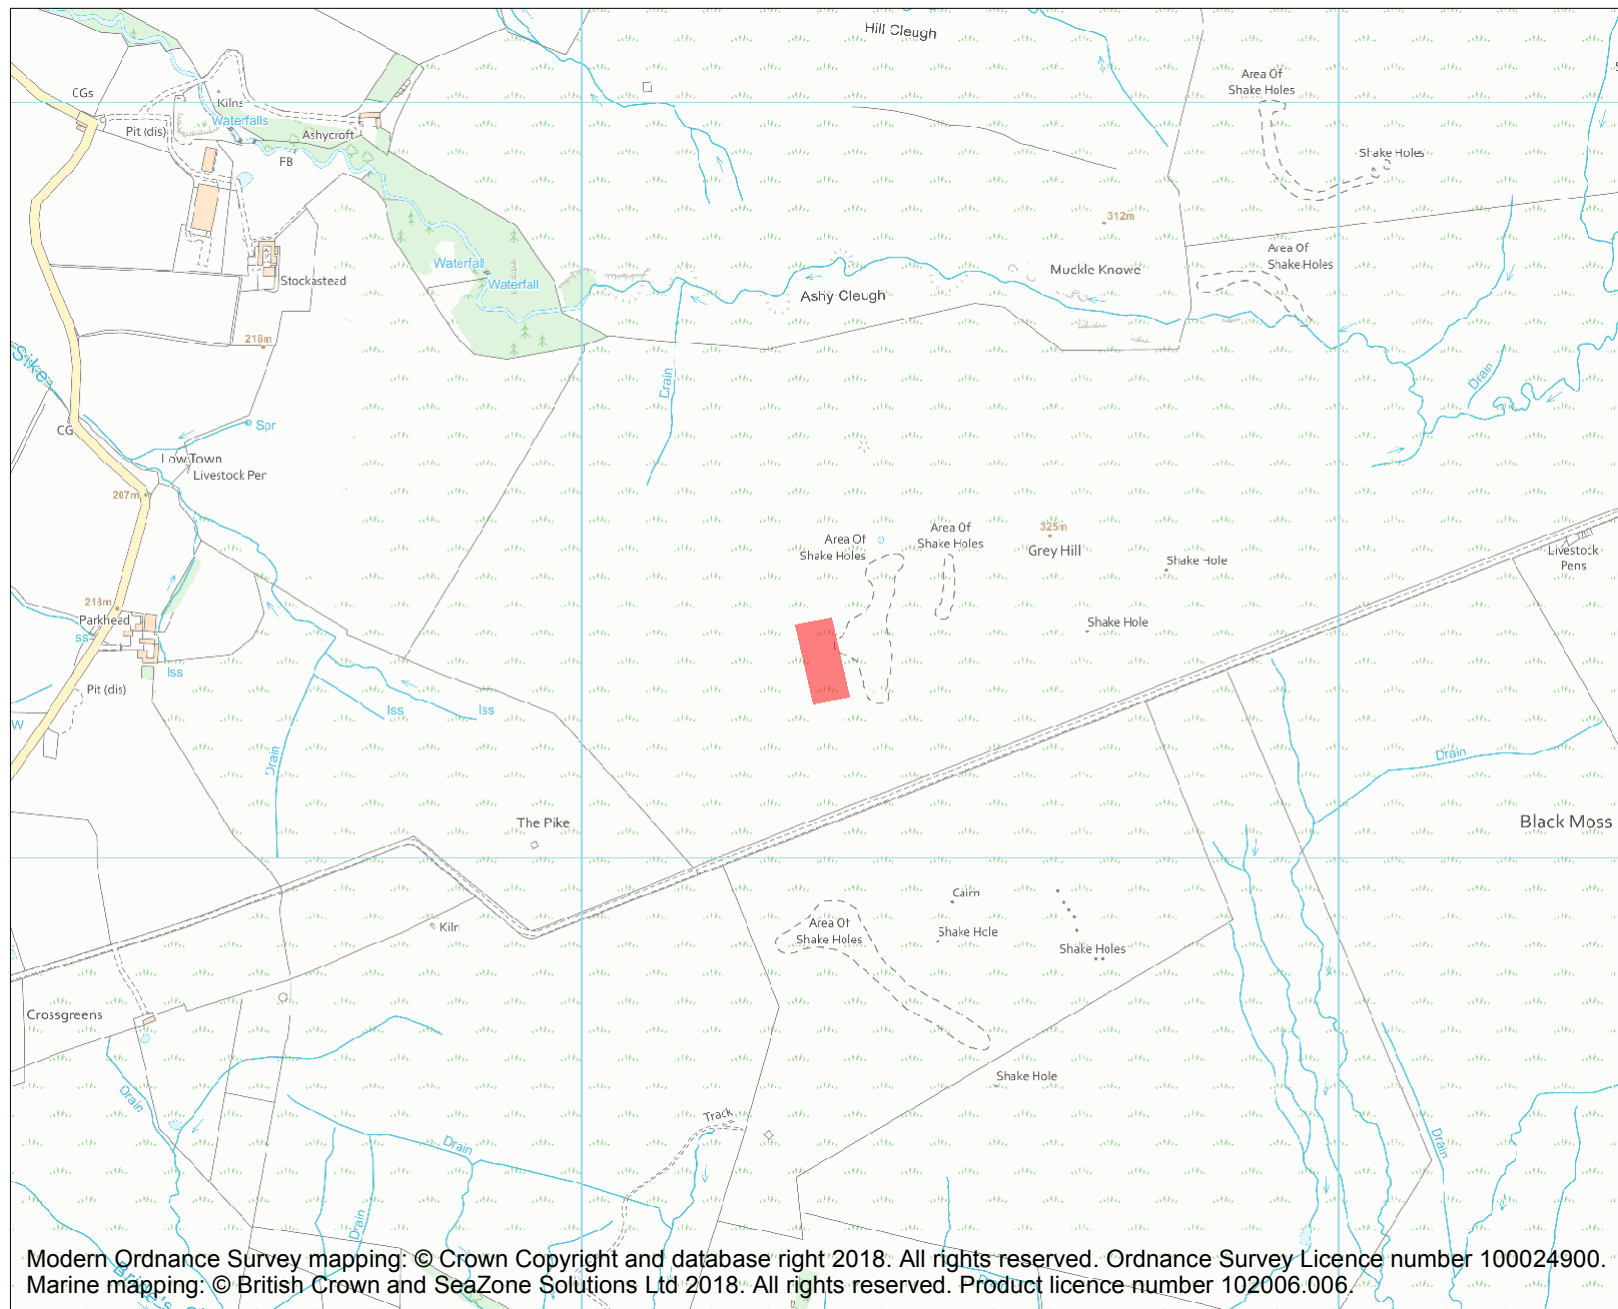 Hill Cleugh
Area Of
Shake Holes
CGs
Kilns
Waterfalls
Pit (dis)
Ashycroft
FB
Shake Holes
312m
Waterfall
Waterfall
Stockastead
Area Of
Shake Holes
Muckle Knowe
Ashy Cleugh
218m
Sike
Drain
Drain
CG
Spr
Low Town
Livestock Pen
207m
Area Of
Shake Holes
Area Of
Shake Holes
325m
Grey Hill
Shake Hole
Livestock
Pens
218m
Parkhead
Iss
Iss
Shake Hole
Pit (dis)
Iss
Iss
W
Drain
Drain
The Pike
Black Moss
Cairn
Kiln
Area Of
Shake Holes
Shake Hole
Shake Holes
Crossgreens
Shake Hole
Drain
Track
Drain
Drain
Drain
Drain
Modern Ordnance Survey mapping: © Crown Copyright and database right 2018. All rights reserved. Ordnance Survey Licence number 100024900.
Marine mapping: © British Crown and SeaZone Solutions Ltd 2018. All rights reserved. Product licence number 102006.006.